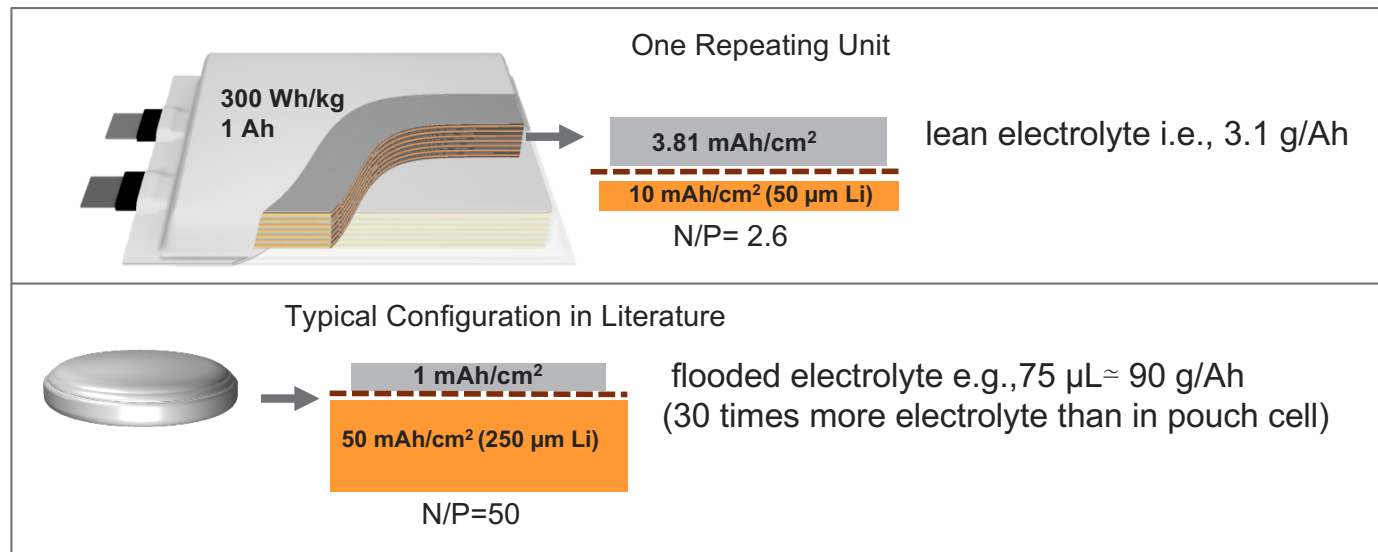 One Repeating Unit
300 Wh/kg
1 Ah
3.81 mAh/cm²
lean electrolyte i.e., 3.1 g/Ah
10 mAh/cm² (50 µm Li)
N/P= 2.6
Typical Configuration in Literature
1 mAh/cm²
flooded electrolyte e.g.,75 µL≃ 90 g/Ah
(30 times more electrolyte than in pouch cell)
50 mAh/cm² (250 µm Li)
N/P=50